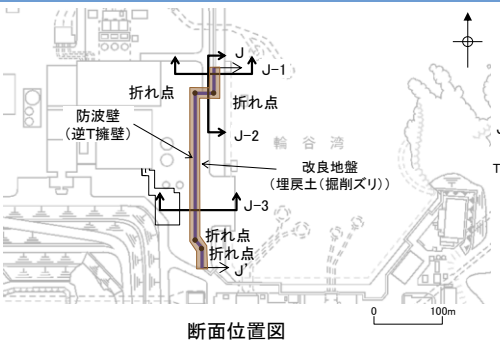 J
J-1
折れ点
折れ点
防波壁
(逆T擁壁)
J-2
輪谷湾
改良地盤
(埋戻土(掘削ズリ))
J-3
折れ点
折れ点
J'
0
100m
断面位置図